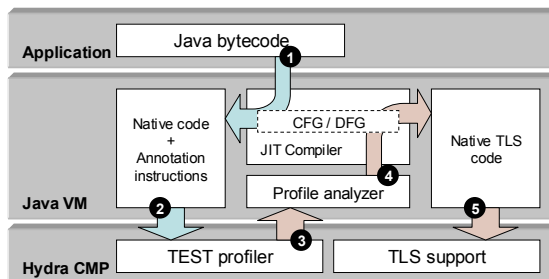 Application
Java bytecode
1
Native code
+
Annotation
instructions
CFG / DFG
JIT Compiler
Native TLS
code
4
Profile analyzer
Java VM
2
5
3
Hydra CMP
TEST profiler
TLS support